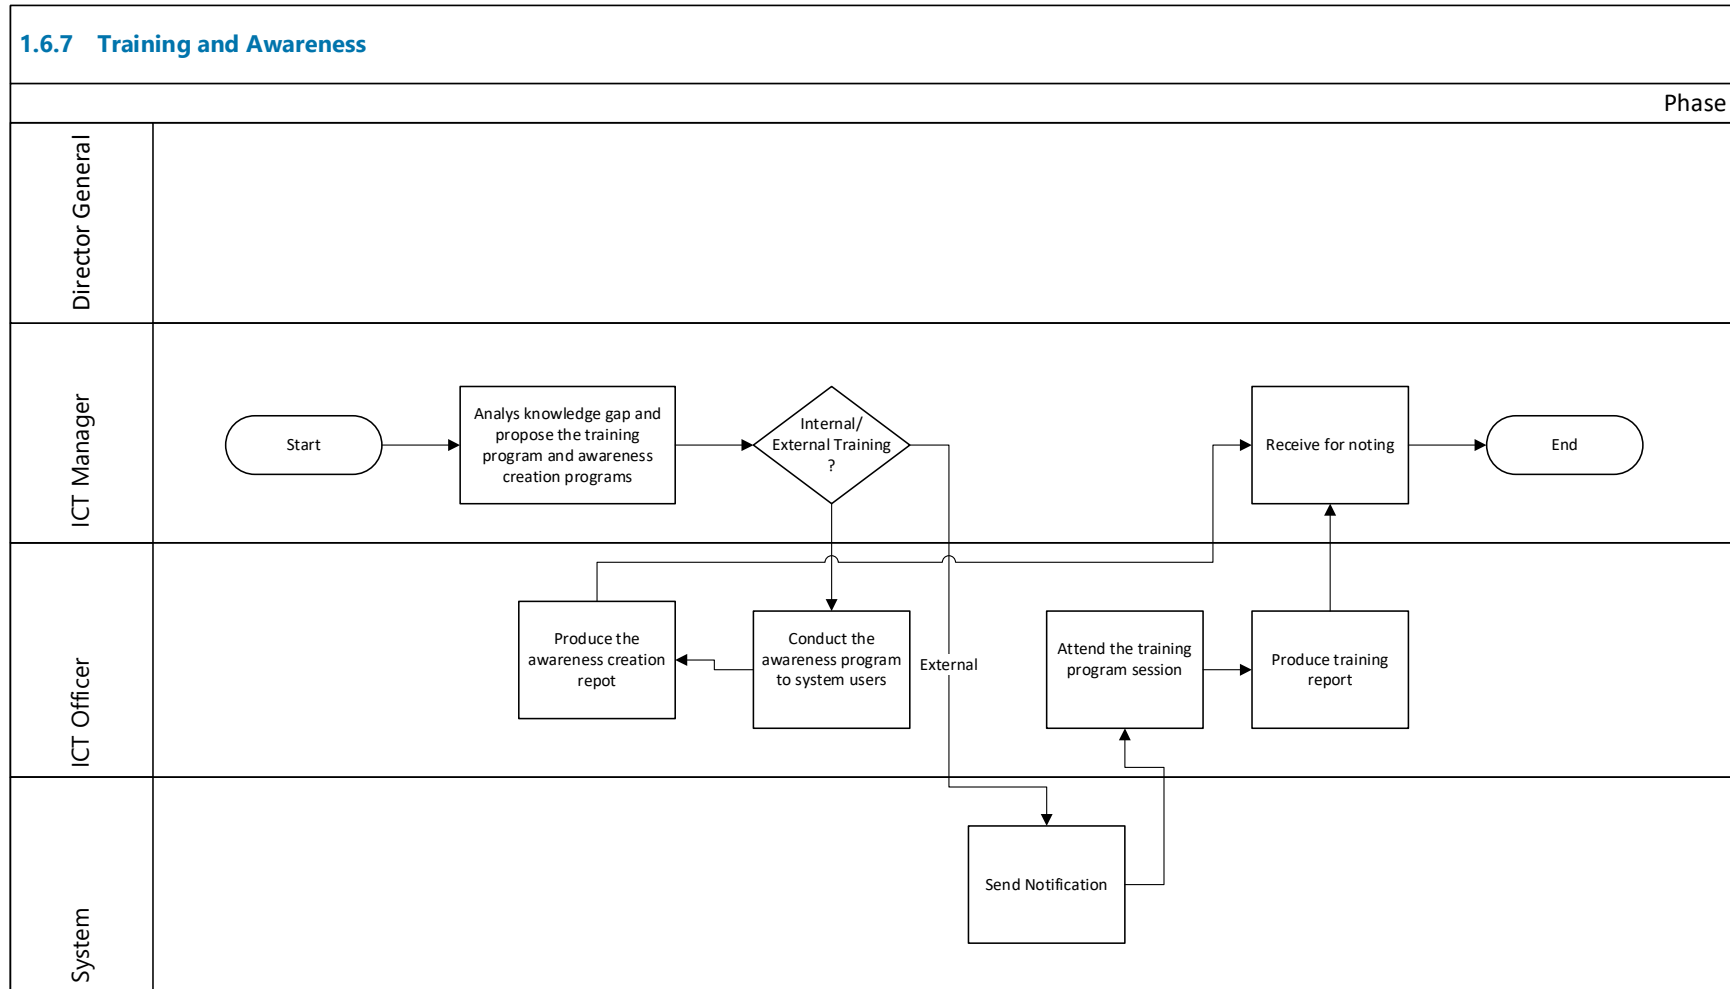 1.6.7 Training and Awareness
Phase
Director General
ICT Manager
Start
Analys knowledge gap and
propose the training
program and awareness
creation programs
Internal/
External Training
?
Receive for noting
End
ICT Officer
Produce the
awareness creation
repot
Conduct the
awareness program
to system users
External
Attend the training
program session
Produce training
report
System
Send Notification